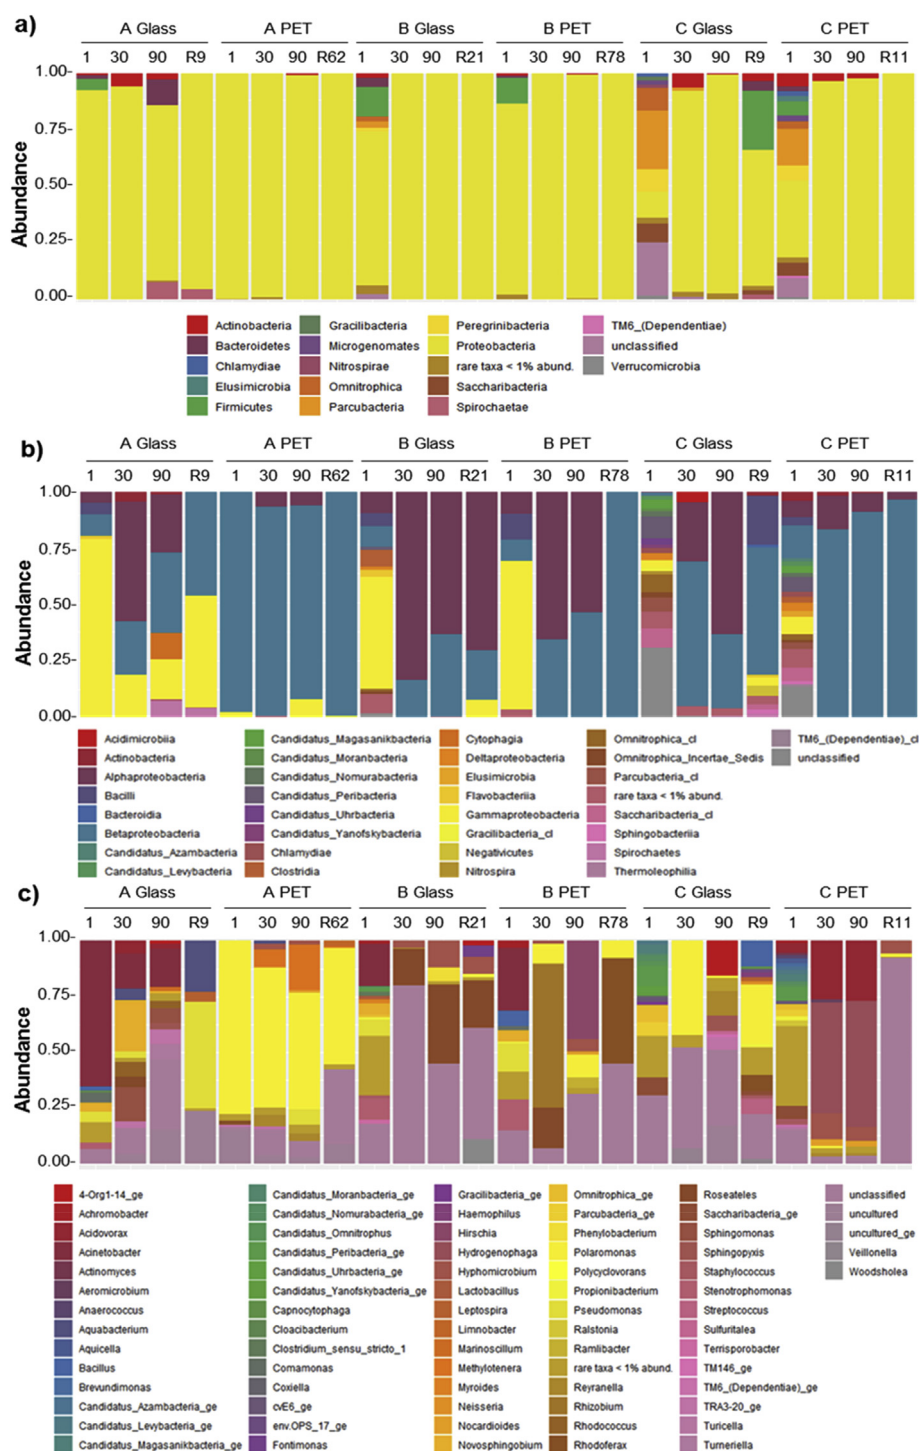 a)
A Glass A PET B Glass B PET C Glass C PET
1 30 90 R9 1 30 90 R62 1 30 90 R21 1 30 90 R78 1 30 90 R9 1 30 90 R11
Abundance
1.00-
0.75-
0.50-
0.25-
0.00-
Actinobacteria Gracilibacteria Peregrinibacteria TM6_(Dependentiae)
Bacteroidetes Microgenomates Proteobacteria unclassified
Chlamydiae Nitrospirae rare taxa < 1% abund. Verrucomicrobia
Elusimicrobia Omnitrophica Saccharibacteria
Firmicutes Parcubacteria Spirochaetae
b)
A Glass A PET B Glass B PET C Glass C PET
1 30 90 R9 1 30 90 R62 1 30 90 R21 1 30 90 R78 1 30 90 R9 1 30 90 R11
Abundance
1.00-
0.75-
0.50-
0.25-
0.00-
Acidimicrobiia Candidatus_Magasanikbacteria Cytophagia Omnitrophica_cl TM6_(Dependentiae)_cl
Actinobacteria Candidatus_Moranbacteria Deltaproteobacteria Omnitrophica_Incertae_Sedis unclassified
Alphaproteobacteria Candidatus_Nomurabacteria Elusimicrobia Parcubacteria_cl
Bacilli Candidatus_Peribacteria Flavobacteriia rare taxa < 1% abund.
Bacteroidia Candidatus_Uhrbacteria Gammaproteobacteria Saccharibacteria_cl
Betaproteobacteria Candidatus_Yanofskybacteria Gracilibacteria_cl Sphingobacteriia
Candidatus_Azambacteria Chlamydiae Negativicutes Spirochaetes
Candidatus_Levybacteria Clostridia Nitrospira Thermoleophilia
c)
A Glass A PET B Glass B PET C Glass C PET
1 30 90 R9 1 30 90 R62 1 30 90 R21 1 30 90 R78 1 30 90 R9 1 30 90 R11
Abundance
1.00-
0.75-
0.50-
0.25-
0.00-
4-Org1-14_ge Candidatus_Moranbacteria_ge Gracilibacteria_ge Omnitrophica_ge Roseateles unclassified
Achromobacter Candidatus_Nomurabacteria_ge Haemophilus Parcubacteria_ge Saccharibacteria_ge uncultured
Acidovorax Candidatus_Omnitrophus Hirschia Phenylobacterium Sphingomonas uncultured_ge
Acinetobacter Candidatus_Peribacteria_ge Hydrogenophaga Polaromonas Sphingopyxis Veillonella
Actinomyces Candidatus_Uhrbacteria_ge Hyphomicrobium Polycyclovorans Staphylococcus Woodsholea
Aeromicrobium Candidatus_Yanofskybacteria_ge Lactobacillus Propionibacterium Stenotrophomonas
Anaerococcus Capnocytophaga Leptospira Pseudomonas Streptococcus
Aquabacterium Cloacibacterium Limnobacter Ralstonia Sulfuritalea
Aquicella Clostridium_sensu_stricto_1 Marinoscillum Ramlibacter Terrisporobacter
Bacillus Comamonas Methylotenera rare taxa < 1% abund. TM146_ge
Brevundimonas Coxiella Myroides Reyranella TM6_(Dependentiae)_ge
Candidatus_Azambacteria_ge cvE6_ge Neisseria Rhizobium TRA3-20_ge
Candidatus_Levybacteria_ge env.OPS_17_ge Nocardioides Rhodococcus Turicella
Candidatus_Magasanikbacteria_ge Fontimonas Novosphingobium Rhodoferax Turneriella